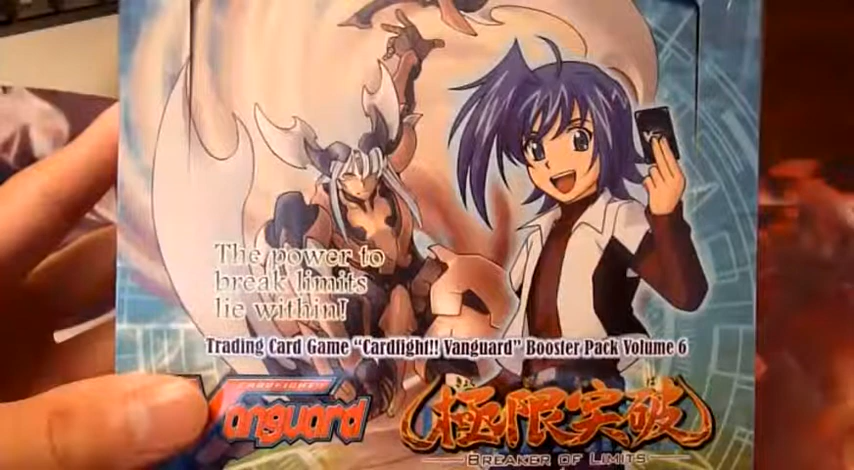 The power to
break limits
lie within!
Trading Card Game "Cardfight!! Vanguard" Booster Pack Volume 6
CARDFIGHT!!
Vanguard
極限突破
BREAKER OF LIMITS